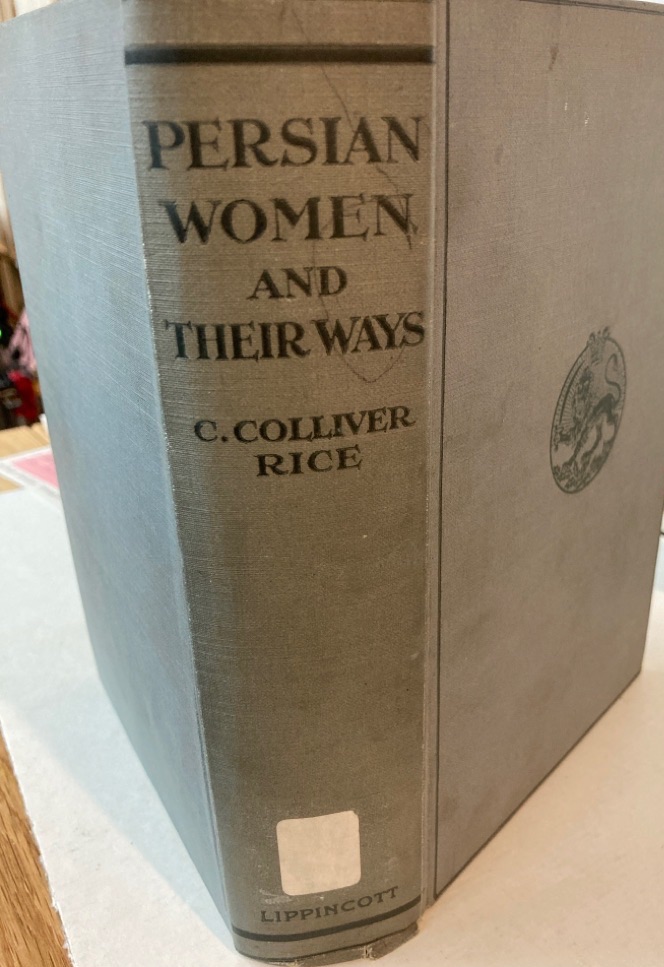 PERSIAN
WOMEN
AND
THEIR WAYS
C. COLLIVER
RICE
LIPPINCOTT